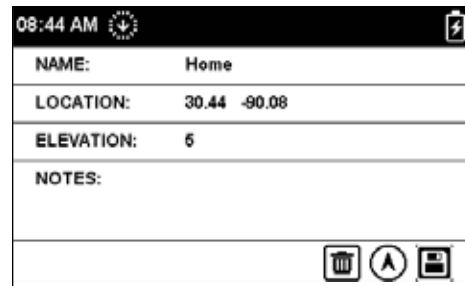 08:44 AM
NAME: Home
LOCATION: 30.44 -90.08
ELEVATION: 5
NOTES: